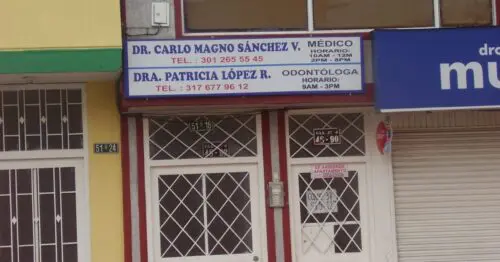 DR. CARLO MAGNO SÁNCHEZ V.
TEL. : 301 265 55 45
MÉDICO
HORARIO:
10AM - 12M
2PM - 8PM
DRA. PATRICIA LÓPEZ R.
TEL. : 317 677 96 12
ODONTÓLOGA
HORARIO:
9AM - 3PM
dro
mu
51-24